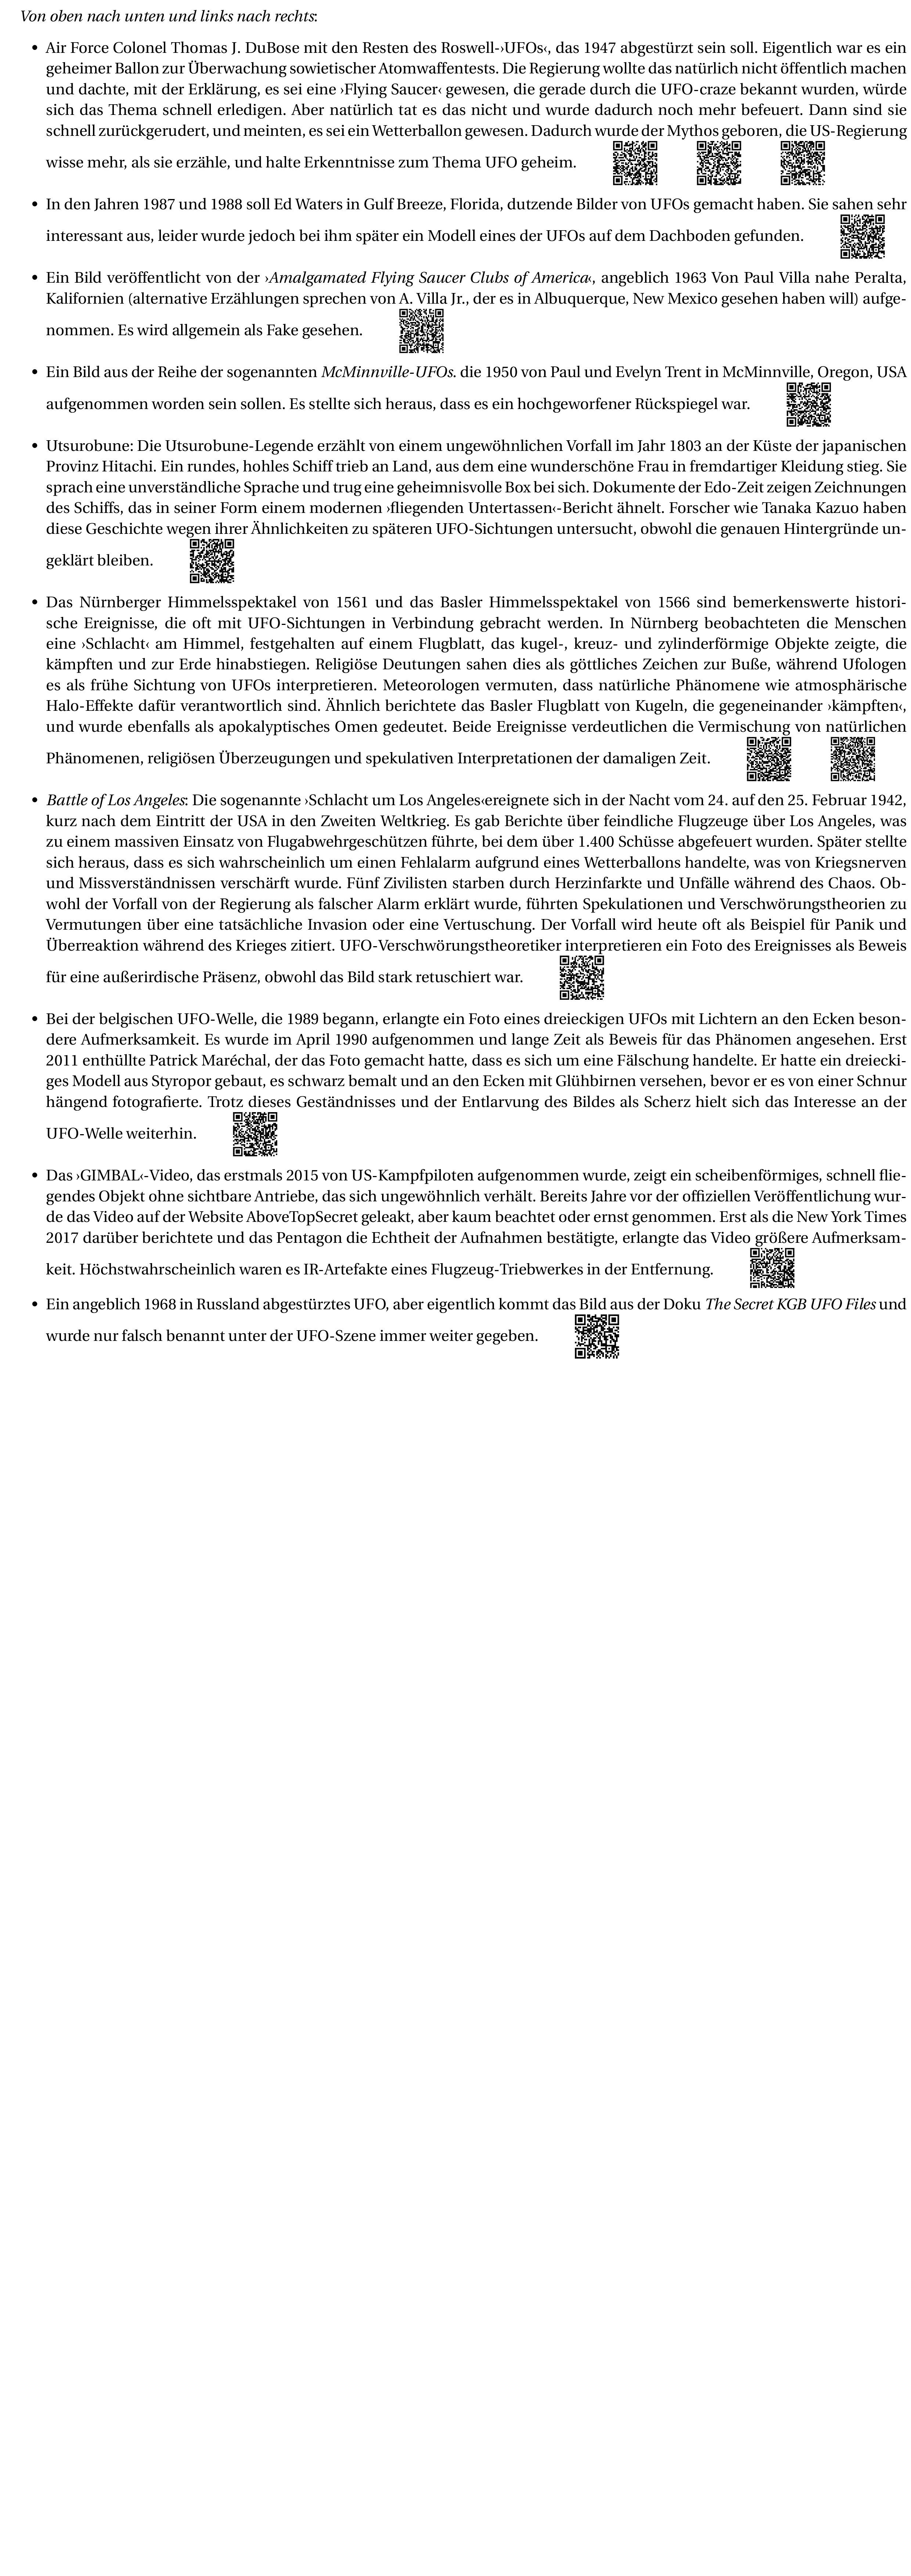 Von oben nach unten und links nach rechts:
• Air Force Colonel Thomas J. DuBose mit den Resten des Roswell-›UFOs‹, das 1947 abgestürzt sein soll. Eigentlich war es ein
geheimer Ballon zur Überwachung sowietischer Atomwaffentests. Die Regierung wollte das natürlich nicht öffentlich machen
und dachte, mit der Erklärung, es sei eine ›Flying Saucer‹ gewesen, die gerade durch die UFO-craze bekannt wurden, würde
sich das Thema schnell erledigen. Aber natürlich tat es das nicht und wurde dadurch noch mehr befeuert. Dann sind sie
schnell zurückgerudert, und meinten, es sei ein Wetterballon gewesen. Dadurch wurde der Mythos geboren, die US-Regierung
wisse mehr, als sie erzähle, und halte Erkenntnisse zum Thema UFO geheim.
• In den Jahren 1987 und 1988 soll Ed Waters in Gulf Breeze, Florida, dutzende Bilder von UFOs gemacht haben. Sie sahen sehr
interessant aus, leider wurde jedoch bei ihm später ein Modell eines der UFOs auf dem Dachboden gefunden.
• Ein Bild veröffentlicht von der ›Amalgamated Flying Saucer Clubs of America‹, angeblich 1963 Von Paul Villa nahe Peralta,
Kalifornien (alternative Erzählungen sprechen von A. Villa Jr., der es in Albuquerque, New Mexico gesehen haben will) aufge-
nommen. Es wird allgemein als Fake gesehen.
• Ein Bild aus der Reihe der sogenannten McMinnville-UFOs. die 1950 von Paul und Evelyn Trent in McMinnville, Oregon, USA
aufgenommen worden sein sollen. Es stellte sich heraus, dass es ein hochgeworfener Rückspiegel war.
• Utsurobune: Die Utsurobune-Legende erzählt von einem ungewöhnlichen Vorfall im Jahr 1803 an der Küste der japanischen
Provinz Hitachi. Ein rundes, hohles Schiff trieb an Land, aus dem eine wunderschöne Frau in fremdartiger Kleidung stieg. Sie
sprach eine unverständliche Sprache und trug eine geheimnisvolle Box bei sich. Dokumente der Edo-Zeit zeigen Zeichnungen
des Schiffs, das in seiner Form einem modernen ›fliegenden Untertassen‹-Bericht ähnelt. Forscher wie Tanaka Kazuo haben
diese Geschichte wegen ihrer Ähnlichkeiten zu späteren UFO-Sichtungen untersucht, obwohl die genauen Hintergründe un-
geklärt bleiben.
• Das Nürnberger Himmelsspektakel von 1561 und das Basler Himmelsspektakel von 1566 sind bemerkenswerte histori-
sche Ereignisse, die oft mit UFO-Sichtungen in Verbindung gebracht werden. In Nürnberg beobachteten die Menschen
eine ›Schlacht‹ am Himmel, festgehalten auf einem Flugblatt, das kugel-, kreuz- und zylinderförmige Objekte zeigte, die
kämpften und zur Erde hinabstiegen. Religiöse Deutungen sahen dies als göttliches Zeichen zur Buße, während Ufologen
es als frühe Sichtung von UFOs interpretieren. Meteorologen vermuten, dass natürliche Phänomene wie atmosphärische
Halo-Effekte dafür verantwortlich sind. Ähnlich berichtete das Basler Flugblatt von Kugeln, die gegeneinander ›kämpften‹,
und wurde ebenfalls als apokalyptisches Omen gedeutet. Beide Ereignisse verdeutlichen die Vermischung von natürlichen
Phänomenen, religiösen Überzeugungen und spekulativen Interpretationen der damaligen Zeit.
• Battle of Los Angeles: Die sogenannte ›Schlacht um Los Angeles‹ereignete sich in der Nacht vom 24. auf den 25. Februar 1942,
kurz nach dem Eintritt der USA in den Zweiten Weltkrieg. Es gab Berichte über feindliche Flugzeuge über Los Angeles, was
zu einem massiven Einsatz von Flugabwehrgeschützen führte, bei dem über 1.400 Schüsse abgefeuert wurden. Später stellte
sich heraus, dass es sich wahrscheinlich um einen Fehlalarm aufgrund eines Wetterballons handelte, was von Kriegsnerven
und Missverständnissen verschärft wurde. Fünf Zivilisten starben durch Herzinfarkte und Unfälle während des Chaos. Ob-
wohl der Vorfall von der Regierung als falscher Alarm erklärt wurde, führten Spekulationen und Verschwörungstheorien zu
Vermutungen über eine tatsächliche Invasion oder eine Vertuschung. Der Vorfall wird heute oft als Beispiel für Panik und
Überreaktion während des Krieges zitiert. UFO-Verschwörungstheoretiker interpretieren ein Foto des Ereignisses als Beweis
für eine außerirdische Präsenz, obwohl das Bild stark retuschiert war.
• Bei der belgischen UFO-Welle, die 1989 begann, erlangte ein Foto eines dreieckigen UFOs mit Lichtern an den Ecken beson-
dere Aufmerksamkeit. Es wurde im April 1990 aufgenommen und lange Zeit als Beweis für das Phänomen angesehen. Erst
2011 enthüllte Patrick Maréchal, der das Foto gemacht hatte, dass es sich um eine Fälschung handelte. Er hatte ein dreiecki-
ges Modell aus Styropor gebaut, es schwarz bemalt und an den Ecken mit Glühbirnen versehen, bevor er es von einer Schnur
hängend fotografierte. Trotz dieses Geständnisses und der Entlarvung des Bildes als Scherz hielt sich das Interesse an der
UFO-Welle weiterhin.
• Das ›GIMBAL‹-Video, das erstmals 2015 von US-Kampfpiloten aufgenommen wurde, zeigt ein scheibenförmiges, schnell flie-
gendes Objekt ohne sichtbare Antriebe, das sich ungewöhnlich verhält. Bereits Jahre vor der offiziellen Veröffentlichung wur-
de das Video auf der Website AboveTopSecret geleakt, aber kaum beachtet oder ernst genommen. Erst als die New York Times
2017 darüber berichtete und das Pentagon die Echtheit der Aufnahmen bestätigte, erlangte das Video größere Aufmerksam-
keit. Höchstwahrscheinlich waren es IR-Artefakte eines Flugzeug-Triebwerkes in der Entfernung.
• Ein angeblich 1968 in Russland abgestürztes UFO, aber eigentlich kommt das Bild aus der Doku The Secret KGB UFO Files und
wurde nur falsch benannt unter der UFO-Szene immer weiter gegeben.